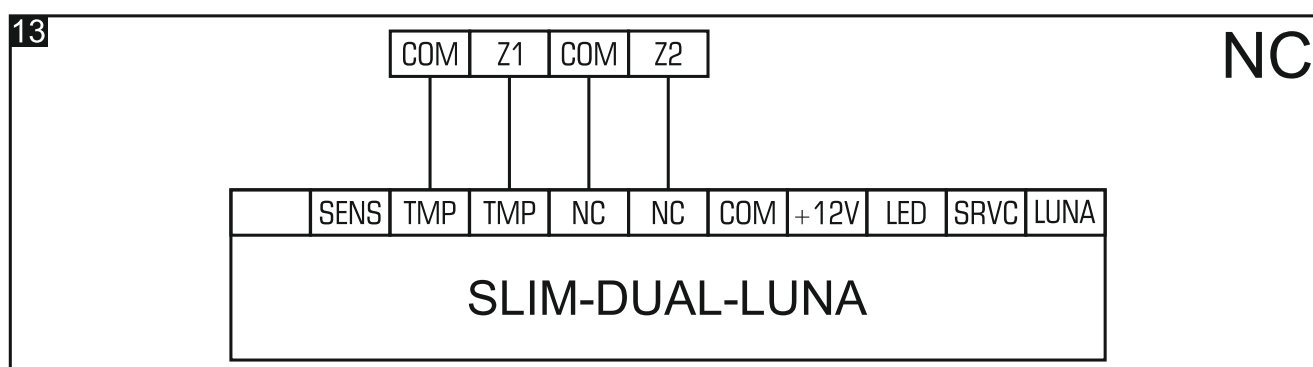 13
NC
COM Z1 COM Z2
SENS TMP TMP NC NC COM +12V LED SRVC LUNA
SLIM-DUAL-LUNA